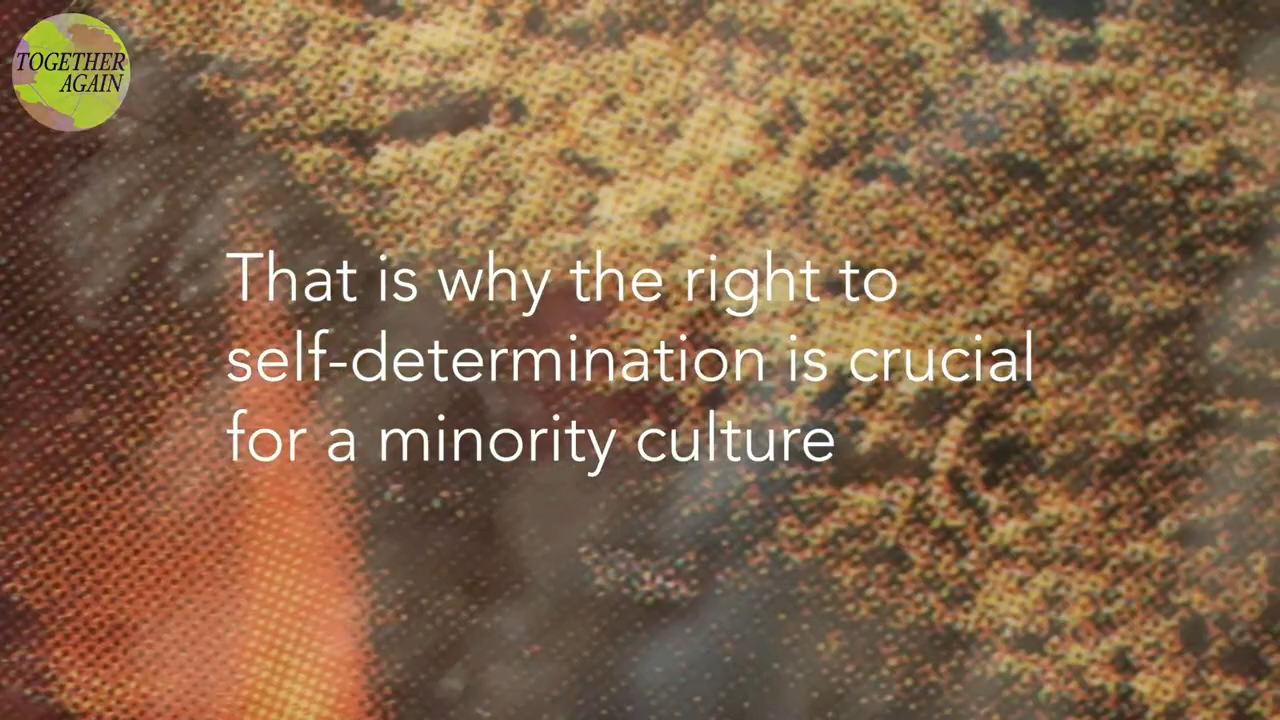 TOGETHER
AGAIN
That is why the right to
self-determination is crucial
for a minority culture